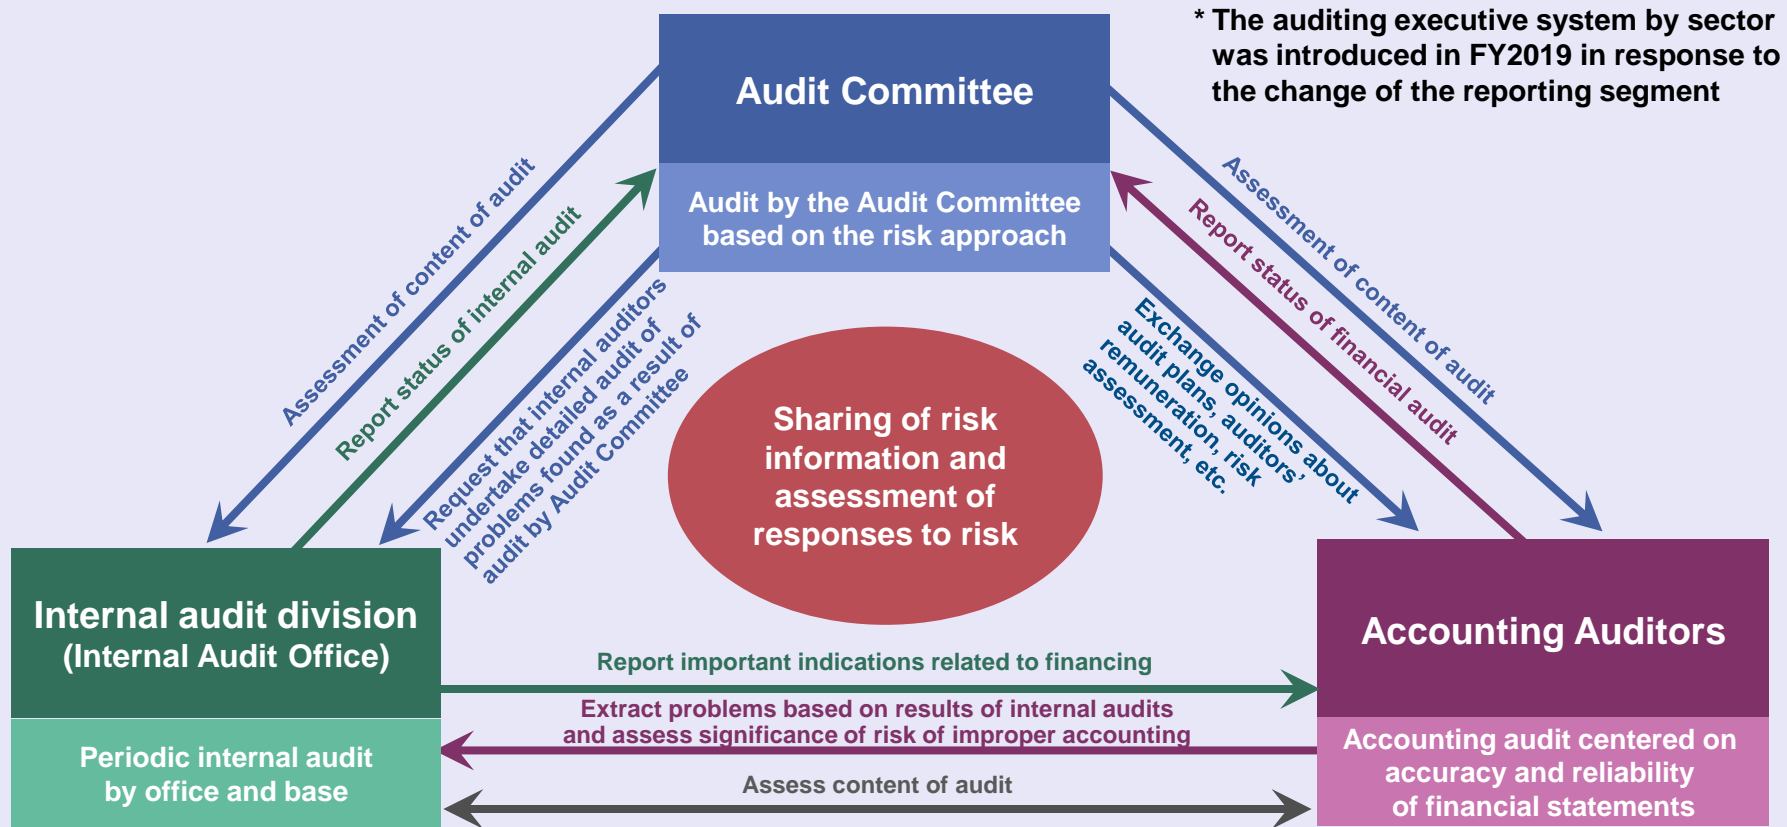 * The auditing executive system by sector
was introduced in FY2019 in response to
the change of the reporting segment
Audit Committee
Audit by the Audit Committee
based on the risk approach
Assessment of content of audit
Report status of internal audit
Request that internal auditors
undertake detailed audit of
problems found as a result of
audit by Audit Committee
Sharing of risk
information and
assessment of
responses to risk
Exchange opinions about
audit plans, auditors’
remuneration, risk
assessment, etc.
Report status of financial audit
Assessment of content of audit
Internal audit division
(Internal Audit Office)
Periodic internal audit
by office and base
Report important indications related to financing
Extract problems based on results of internal audits
and assess significance of risk of improper accounting
Assess content of audit
Accounting Auditors
Accounting audit centered on
accuracy and reliability
of financial statements